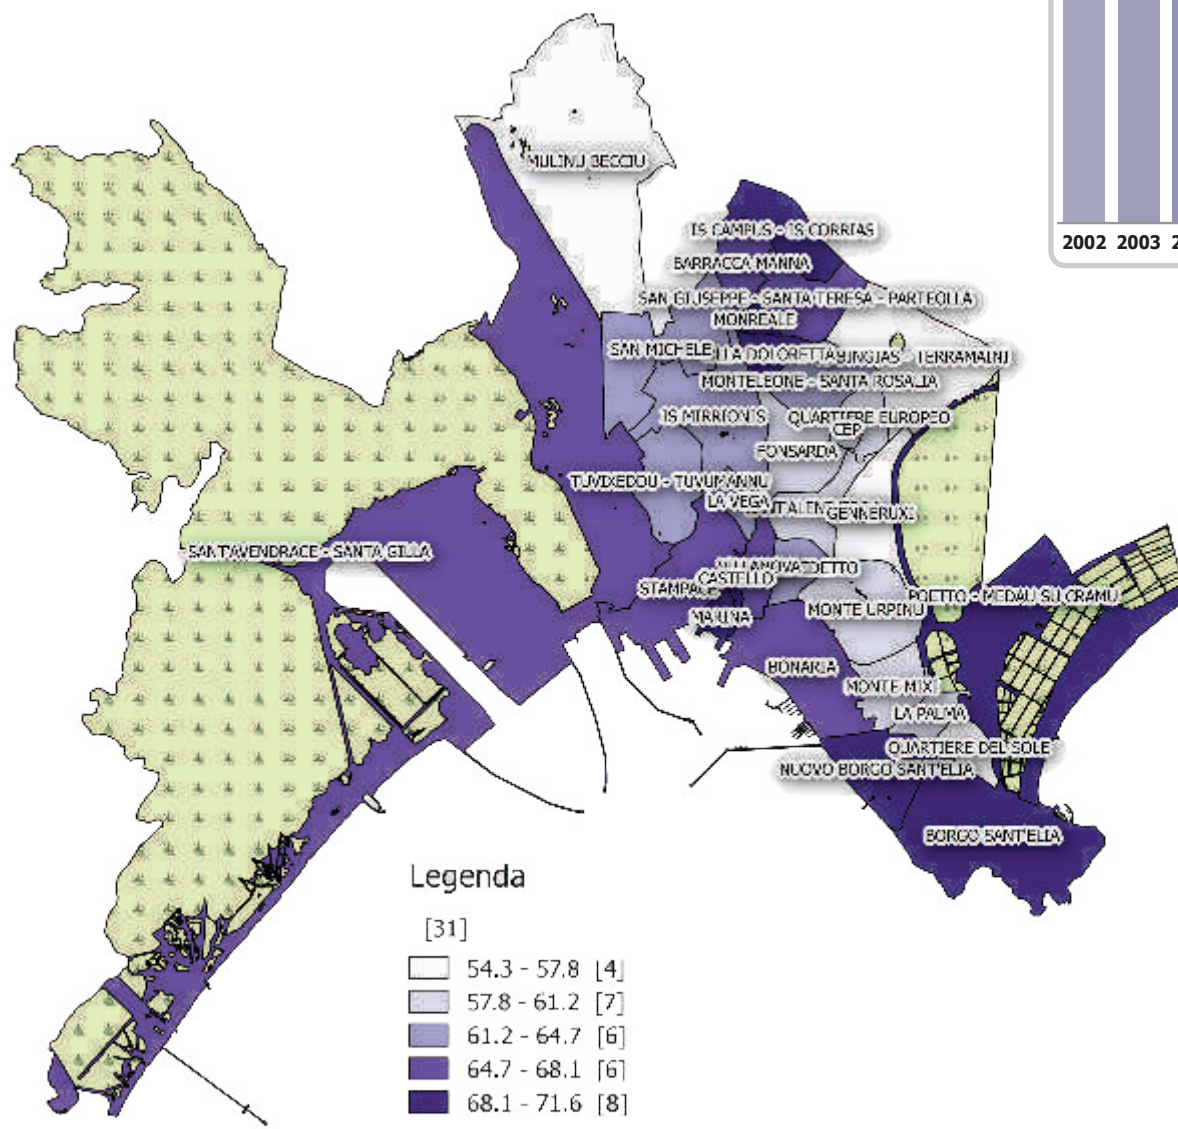 2002 2003
MULINU BECCIU
IS CAMPUS - IS CORRIAS
BARRACCA MANNA
SAN GIUSEPPE - SANTA TERESA - PARTEOLLA
MONREALE
SAN MICHELE
TERRAMAINI
MONTELEONE - SANTA ROSALIA
IS MIRRIONIS
QUARTIERE EUROPEO
CEP
FONSARDA
TUVIXEDDU - TUVUMANNU
LA VEGA
GENNERUXI
SANT'AVENDRACE - SANTA GILLA
CASTELLO
STAMPACE
POETTO - MEDAU SU CRAMU
MARINA
MONTE URPINU
BONARIA
MONTE MIXI
LA PALMA
QUARTIERE DEL SOLE
NUOVO BORGO SANT'ELIA
BORGO SANT'ELIA
Legenda
[31]
54.3 - 57.8 [4]
57.8 - 61.2 [7]
61.2 - 64.7 [6]
64.7 - 68.1 [6]
68.1 - 71.6 [8]